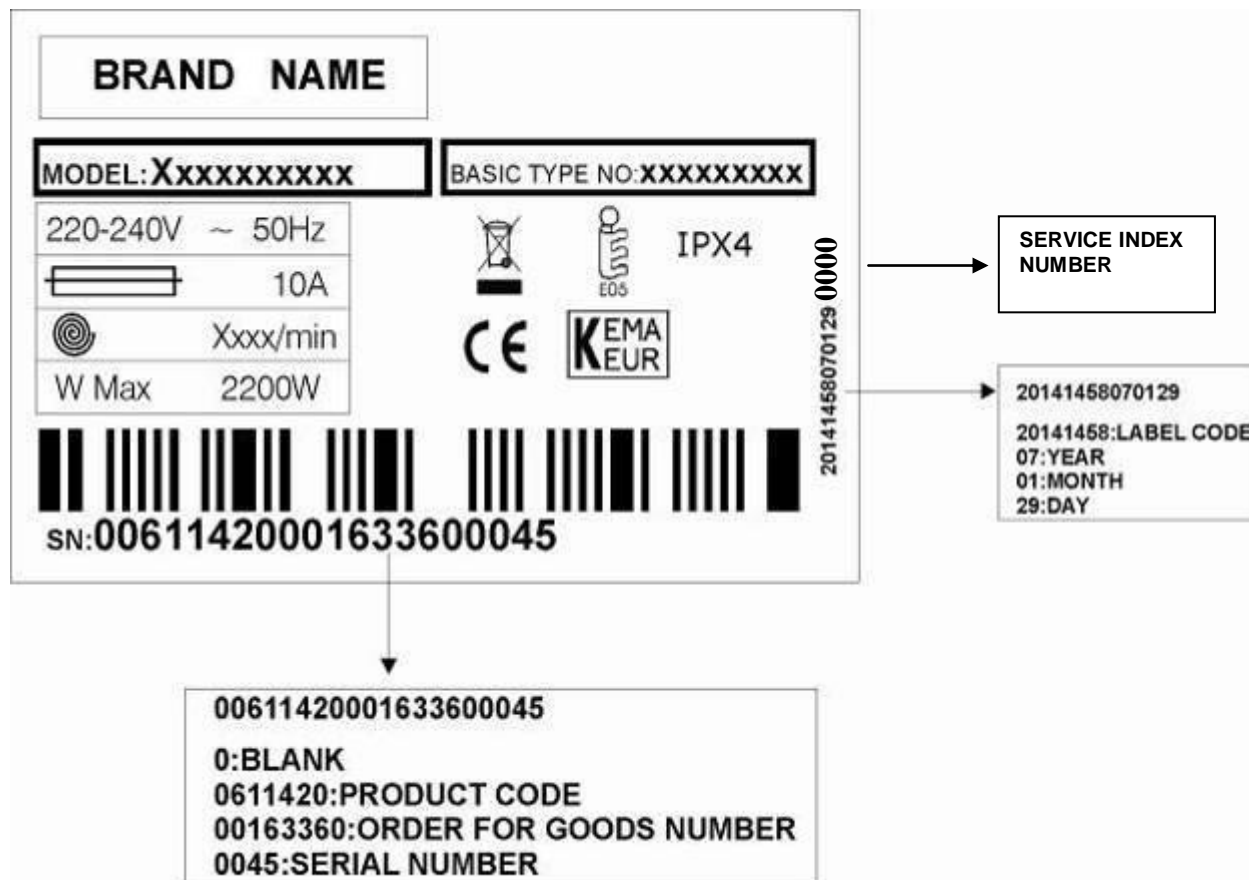 BRAND NAME
MODEL:Xxxxxxxxxx
BASIC TYPE NO:xxxxxxxxx
220-240V ~ 50Hz
10A
Xxxx/min
W Max 2200W
E05
IPX4
CE
KEMA
EUR
20141458070129 0000
SN:00611420001633600045
SERVICE INDEX
NUMBER
20141458070129
20141458:LABEL CODE
07:YEAR
01:MONTH
29:DAY
00611420001633600045
0:BLANK
0611420:PRODUCT CODE
00163360:ORDER FOR GOODS NUMBER
0045:SERIAL NUMBER